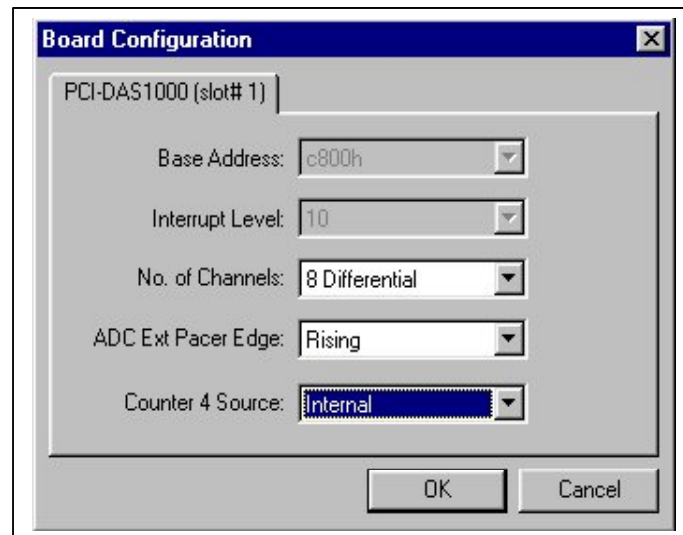 Board Configuration
PCI-DAS1000 (slot# 1)
Base Address: c800h
Interrupt Level: 10
No. of Channels: 8 Differential
ADC Ext Pacer Edge: Rising
Counter 4 Source: Internal
OK Cancel